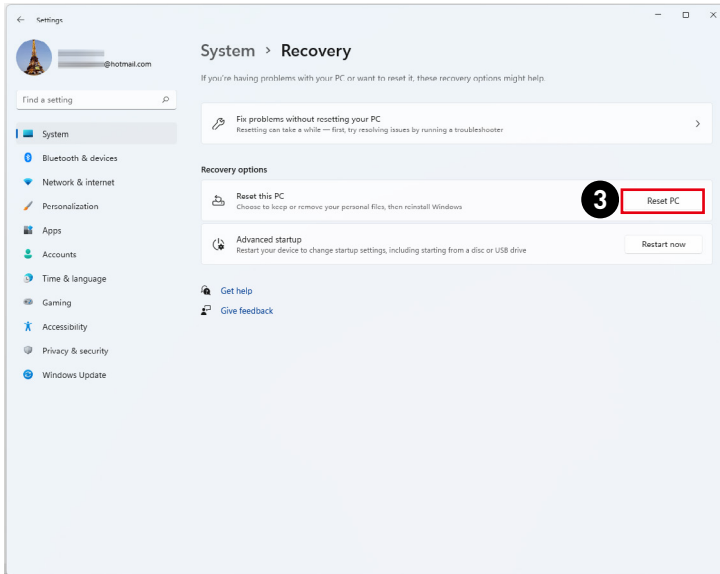 Settings
@hotmail.com
Find a setting
System
Bluetooth & devices
Network & internet
Personalization
Apps
Accounts
Time & language
Gaming
Accessibility
Privacy & security
Windows Update
System > Recovery
If you're having problems with your PC or want to reset it, these recovery options might help.
Fix problems without resetting your PC
Resetting can take a while — first, try resolving issues by running a troubleshooter
Recovery options
Reset this PC
Choose to keep or remove your personal files, then reinstall Windows
3
Reset PC
Advanced startup
Restart your device to change startup settings, including starting from a disc or USB drive
Restart now
Get help
Give feedback